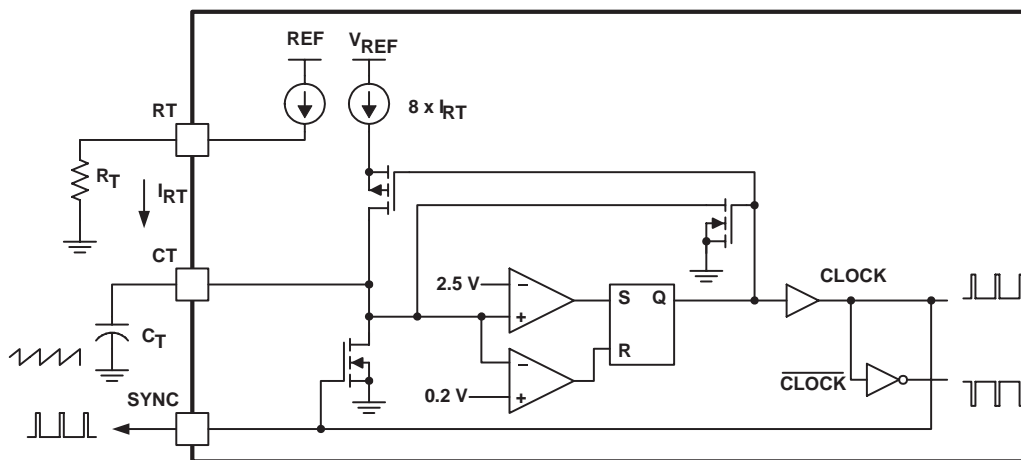 REF
VREF
RT
8 x IRT
RT
IRT
CT
2.5 V
−
+
S
Q
CLOCK
CT
R
−
+
0.2 V
CLOCK
SYNC